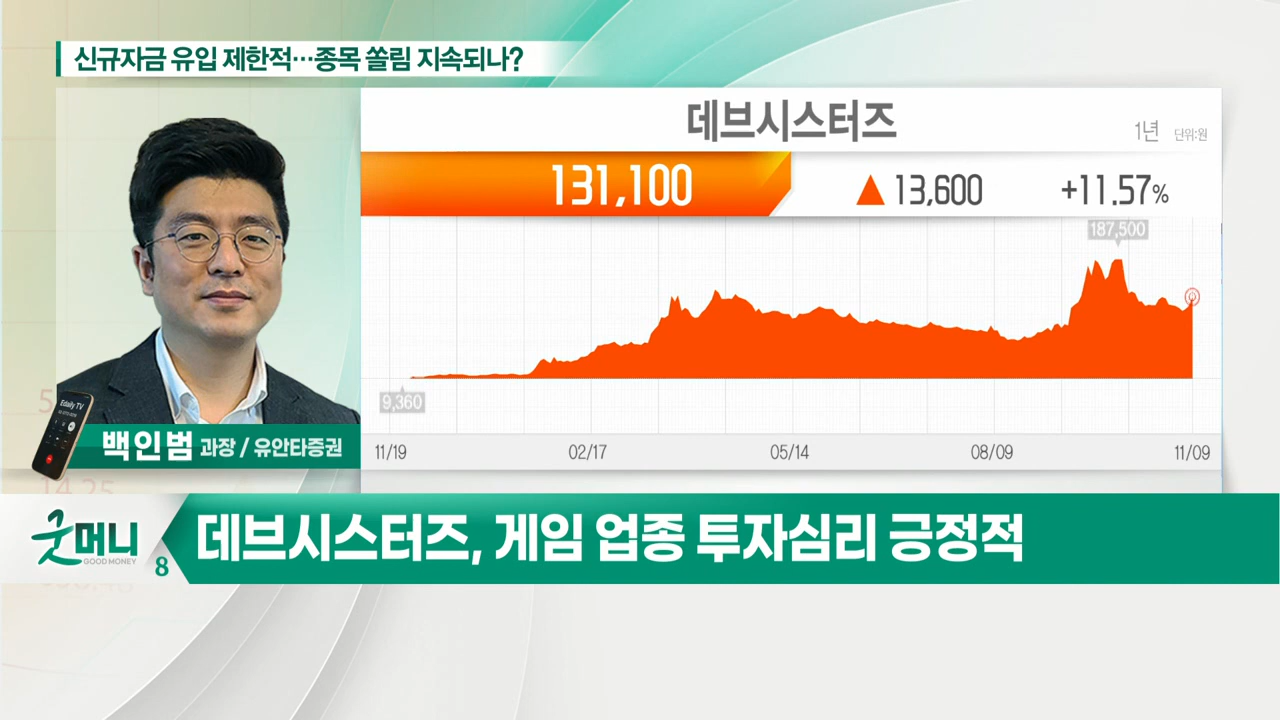 신규자금 유입 제한적…종목 쏠림 지속되나?
데브시스터즈
1년 단위:원
131,100 ▲ 13,600 +11.57%
187,500
9,360
11/19 02/17 05/14 08/09 11/09
Edaily TV
백인범 과장 / 유안타증권
14.25
굿머니
GOOD MONEY
8
데브시스터즈, 게임 업종 투자심리 긍정적